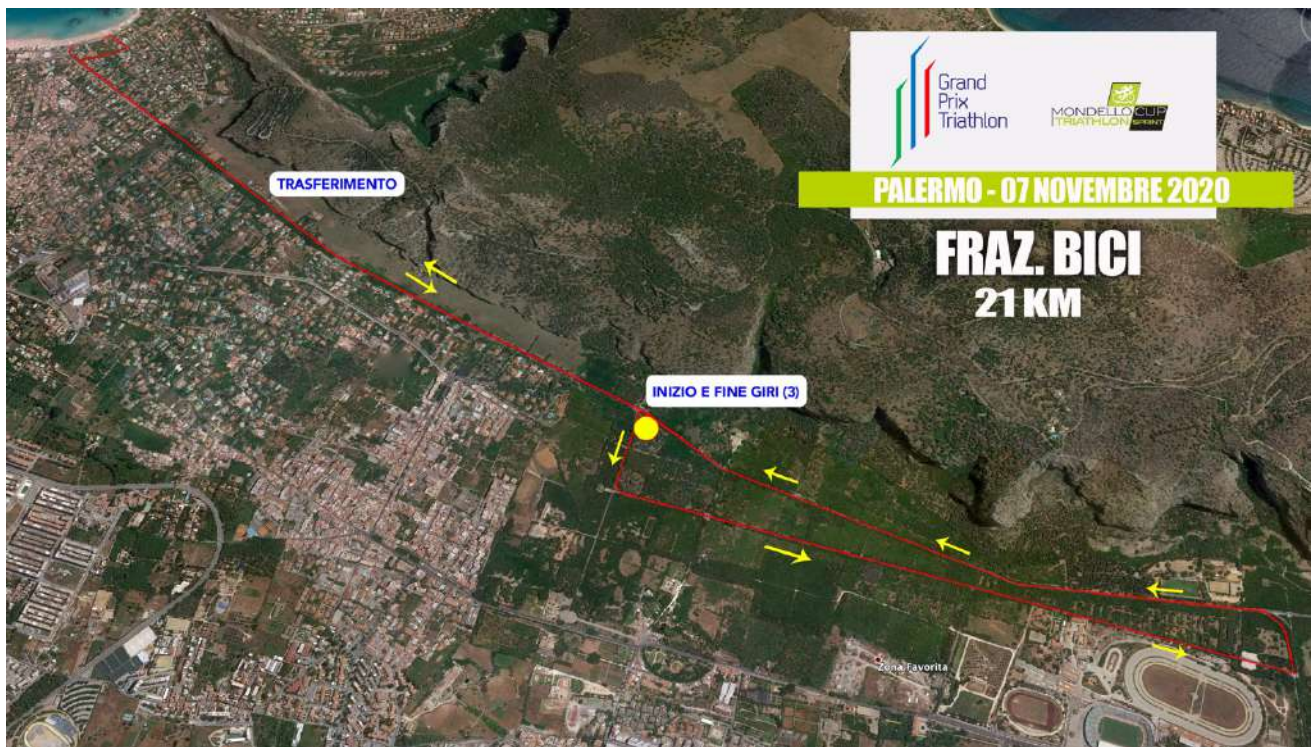 Grand
Prix
Triathlon
MONDELLO CUP
TRIATHLON SPRINT
PALERMO - 07 NOVEMBRE 2020
FRAZ. BICI
21 KM
TRASFERIMENTO
INIZIO E FINE GIRI (3)
Zona Favorita